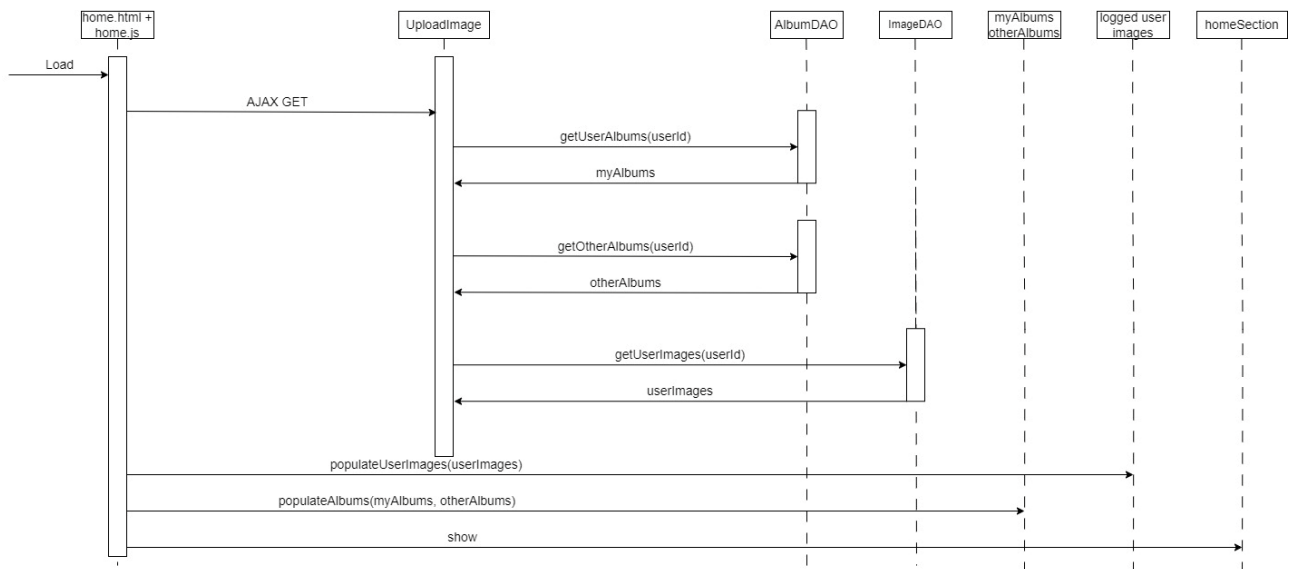 home.html +
home.js
UploadImage
AlbumDAO
ImageDAO
myAlbums
otherAlbums
logged user
images
homeSection
Load
AJAX GET
getUserAlbums(userId)
myAlbums
getOtherAlbums(userId)
otherAlbums
getUserImages(userId)
userImages
populateUserImages(userImages)
populateAlbums(myAlbums, otherAlbums)
show